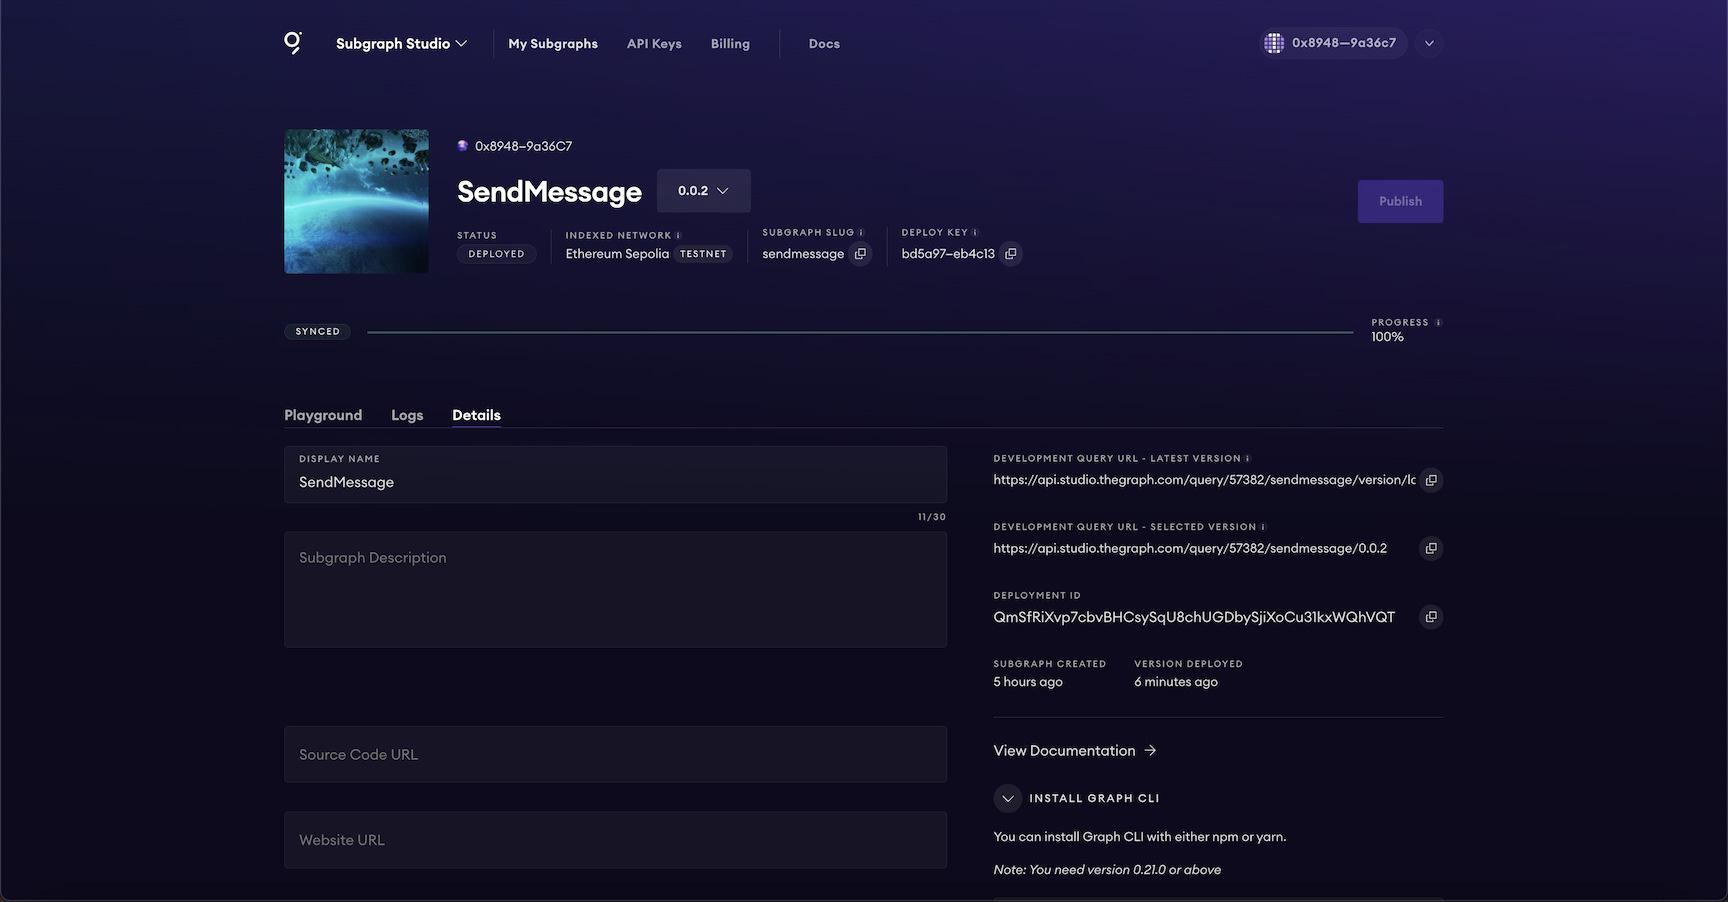 Subgraph Studio
My Subgraphs
API Keys
Billing
Docs
0x8948—9a36c7
0x8948—9a36C7
SendMessage
0.0.2
Publish
STATUS
DEPLOYED
INDEXED NETWORK
Ethereum Sepolia TESTNET
SUBGRAPH SLUG
sendmessage
DEPLOY KEY
bd5a97—eb4c13
SYNCED
PROGRESS
100%
Playground
Logs
Details
DISPLAY NAME
SendMessage
11/30
Subgraph Description
Source Code URL
Website URL
DEVELOPMENT QUERY URL - LATEST VERSION
https://api.studio.thegraph.com/query/57382/sendmessage/version/la
DEVELOPMENT QUERY URL - SELECTED VERSION
https://api.studio.thegraph.com/query/57382/sendmessage/0.0.2
DEPLOYMENT ID
QmSfRiXvp7cbvBHCsySqU8chUGDbySjiXoCu31kxWQhVQT
SUBGRAPH CREATED
5 hours ago
VERSION DEPLOYED
6 minutes ago
View Documentation
INSTALL GRAPH CLI
You can install Graph CLI with either npm or yarn.
Note: You need version 0.21.0 or above